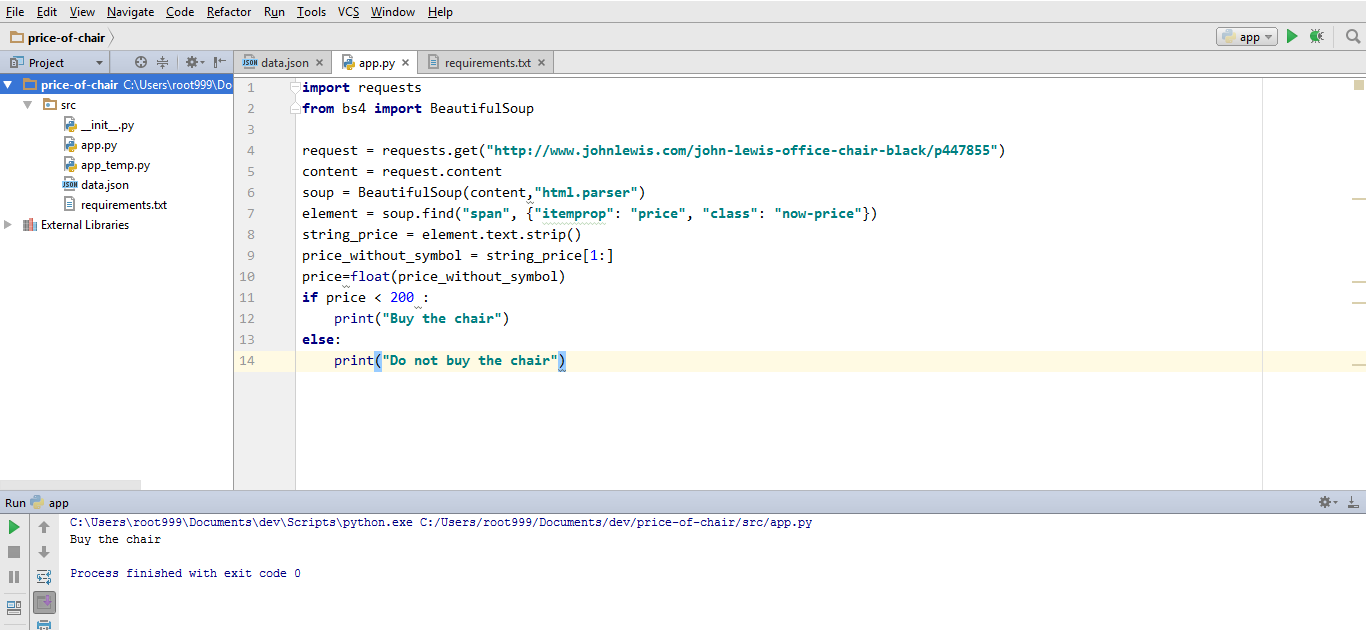 File Edit View Navigate Code Refactor Run Tools VCS Window Help
price-of-chair app
Project data.json app.py requirements.txt
price-of-chair C:\Users\root999\Do
src
__init__.py
app.py
app_temp.py
data.json
requirements.txt
External Libraries
1 import requests
2 from bs4 import BeautifulSoup
3
4 request = requests.get("http://www.johnlewis.com/john-lewis-office-chair-black/p447855")
5 content = request.content
6 soup = BeautifulSoup(content,"html.parser")
7 element = soup.find("span", {"itemprop": "price", "class": "now-price"})
8 string_price = element.text.strip()
9 price_without_symbol = string_price[1:]
10 price=float(price_without_symbol)
11 if price < 200 :
12 print("Buy the chair")
13 else:
14 print("Do not buy the chair")
Run app
C:\Users\root999\Documents\dev\Scripts\python.exe C:/Users/root999/Documents/dev/price-of-chair/src/app.py
Buy the chair
Process finished with exit code 0